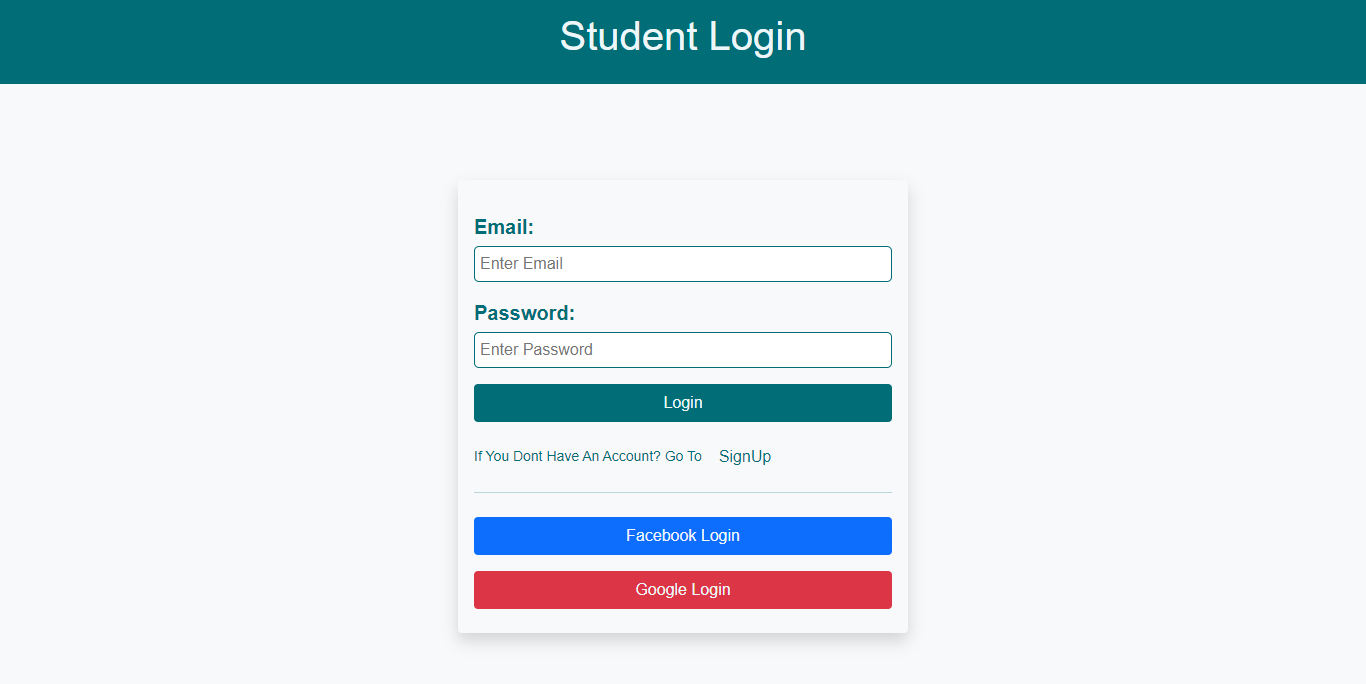 Student Login
Email:
Enter Email
Password:
Enter Password
Login
If You Dont Have An Account? Go To SignUp
Facebook Login
Google Login